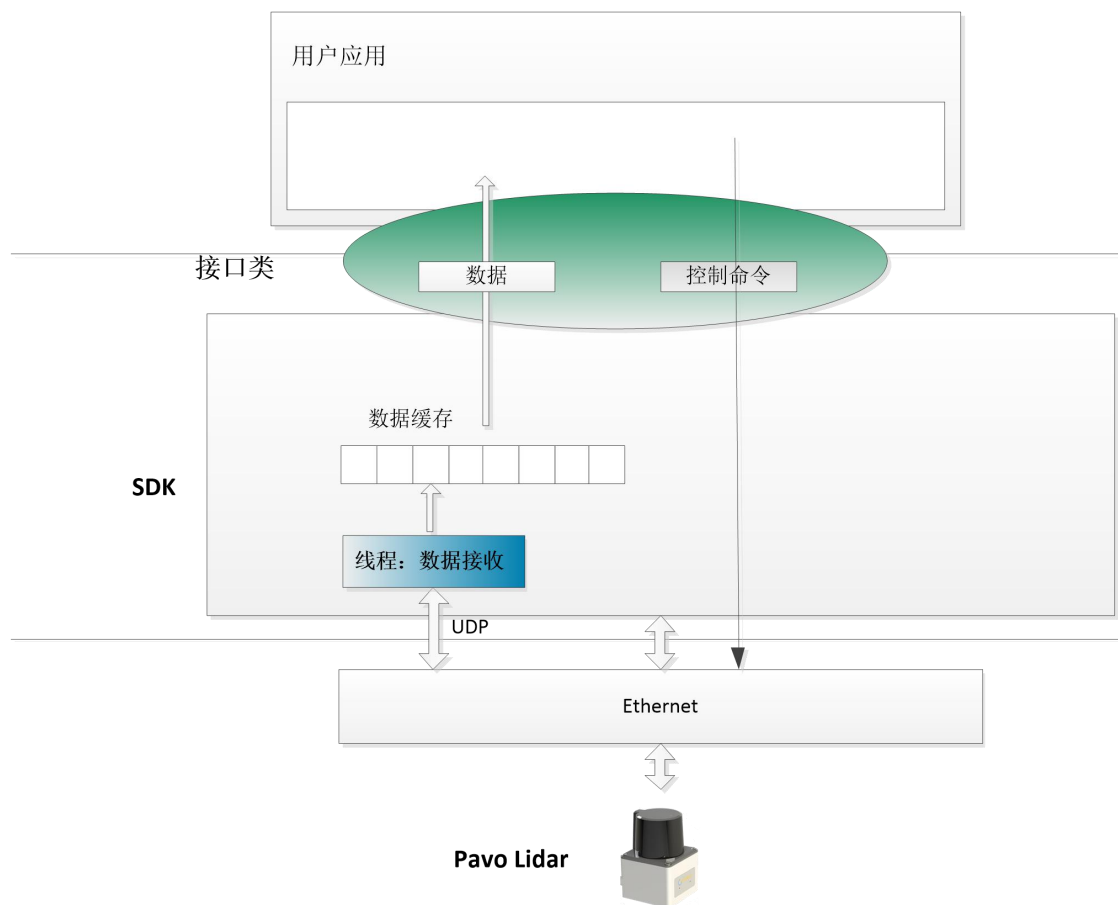 用户应用
接口类
数据
控制命令
数据缓存
SDK
线程：数据接收
UDP
Ethernet
Pavo Lidar